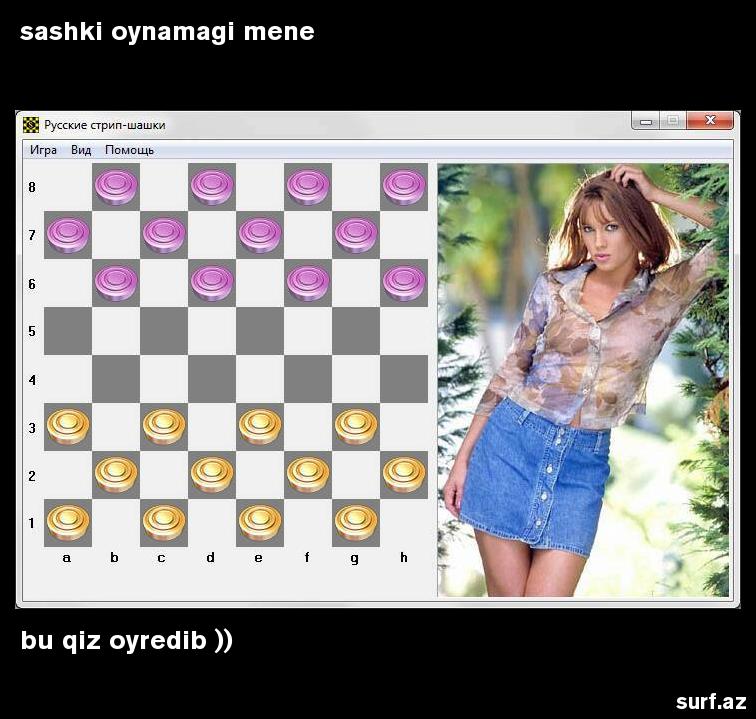 sashki oynamagi mene
Русские стрип-шашки
Игра Вид Помощь
8
7
6
5
4
3
2
1
a b c d e f g h
bu qiz oyredib ))
surf.az